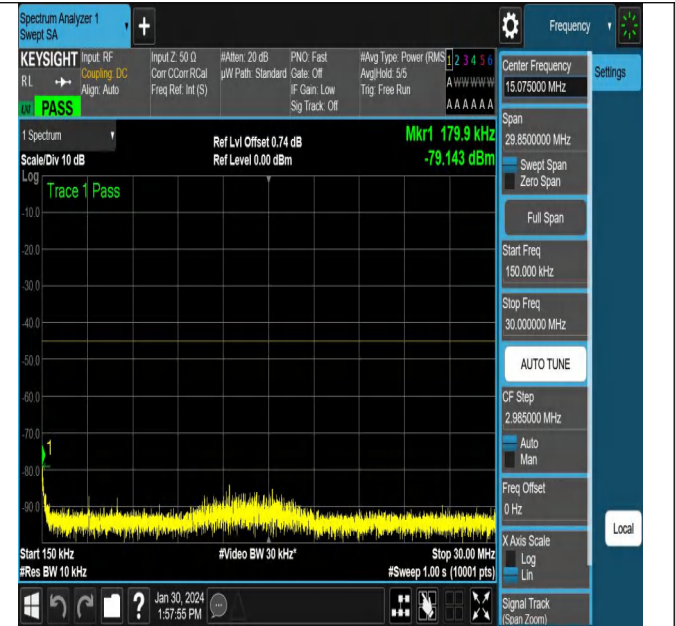 Spectrum Analyzer 1
Swept SA
+
Frequency
KEYSIGHT
RL
PASS
Input: RF
Coupling: DC
Align: Auto
Input Z: 50 Ω
Corr CCorr RCal
Freq Ref: Int (S)
#Atten: 20 dB
µW Path: Standard
PNO: Fast
Gate: Off
IF Gain: Low
Sig Track: Off
#Avg Type: Power (RMS
Avg|Hold: 5/5
Trig: Free Run
1 2 3 4 5 6
A W W W W W
A A A A A A
1 Spectrum
Scale/Div 10 dB
Ref Lvl Offset 0.74 dB
Ref Level 0.00 dBm
Mkr1 179.9 kHz
-79.143 dBm
Log
Trace 1 Pass
-10.0
-20.0
-30.0
-40.0
-50.0
-60.0
-70.0
-80.0
-90.0
1
Start 150 kHz
#Res BW 10 kHz
#Video BW 30 kHz*
Stop 30.00 MHz
#Sweep 1.00 s (10001 pts)
Center Frequency
15.075000 MHz
Settings
Span
29.8500000 MHz
Swept Span
Zero Span
Full Span
Start Freq
150.000 kHz
Stop Freq
30.000000 MHz
AUTO TUNE
CF Step
2.985000 MHz
Auto
Man
Freq Offset
0 Hz
X Axis Scale
Log
Lin
Local
Signal Track
(Span Zoom)
?
Jan 30, 2024
1:57:55 PM